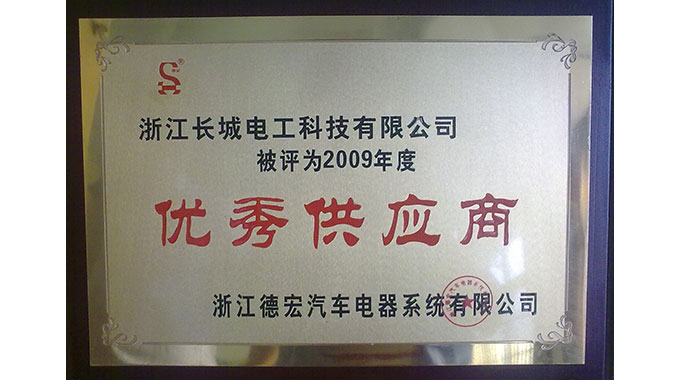 浙江长城电工科技有限公司
被评为2009年度
优秀供应商
浙江德宏汽车电器系统有限公司